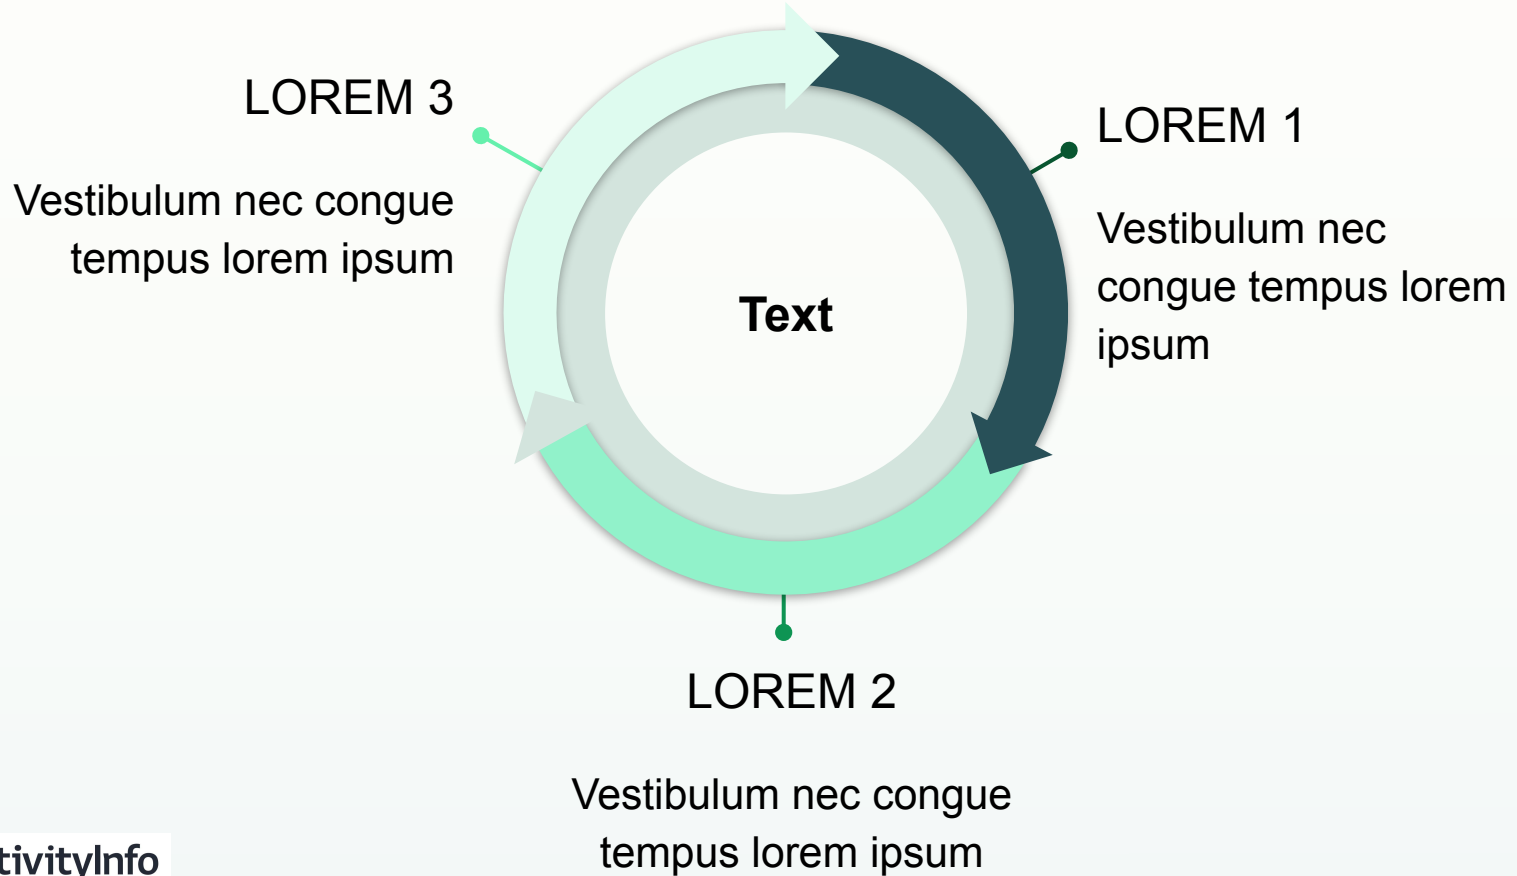 LOREM 3
Vestibulum nec congue
tempus lorem ipsum
LOREM 1
Vestibulum nec
congue tempus lorem
ipsum
Text
LOREM 2
Vestibulum nec congue
tempus lorem ipsum
tivityInfo